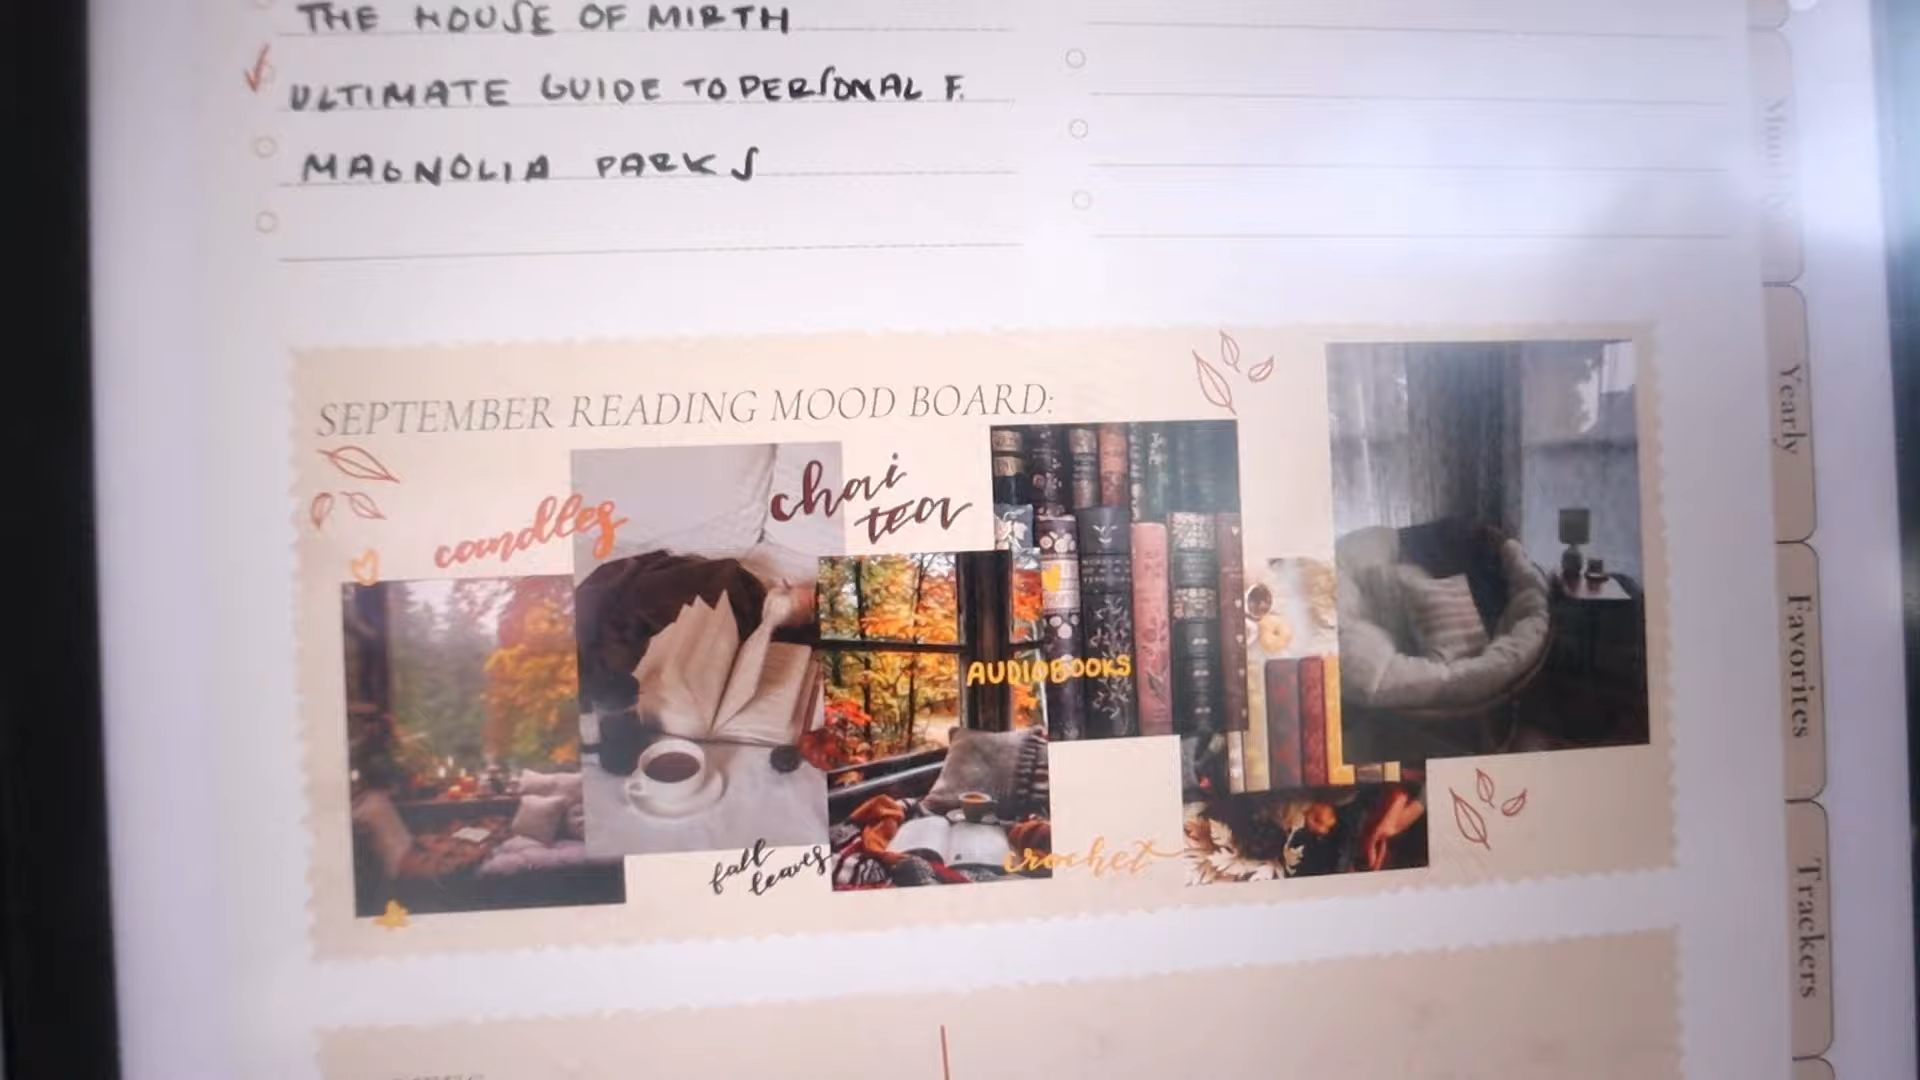 THE HOUSE OF MIRTH
ULTIMATE GUIDE TO PERSONAL F.
MAGNOLIA PARKS
SEPTEMBER READING MOOD BOARD:
candles
chai
tea
AUDIOBOOKS
fall
leaves
crochet
Yearly
Favorites
Trackers